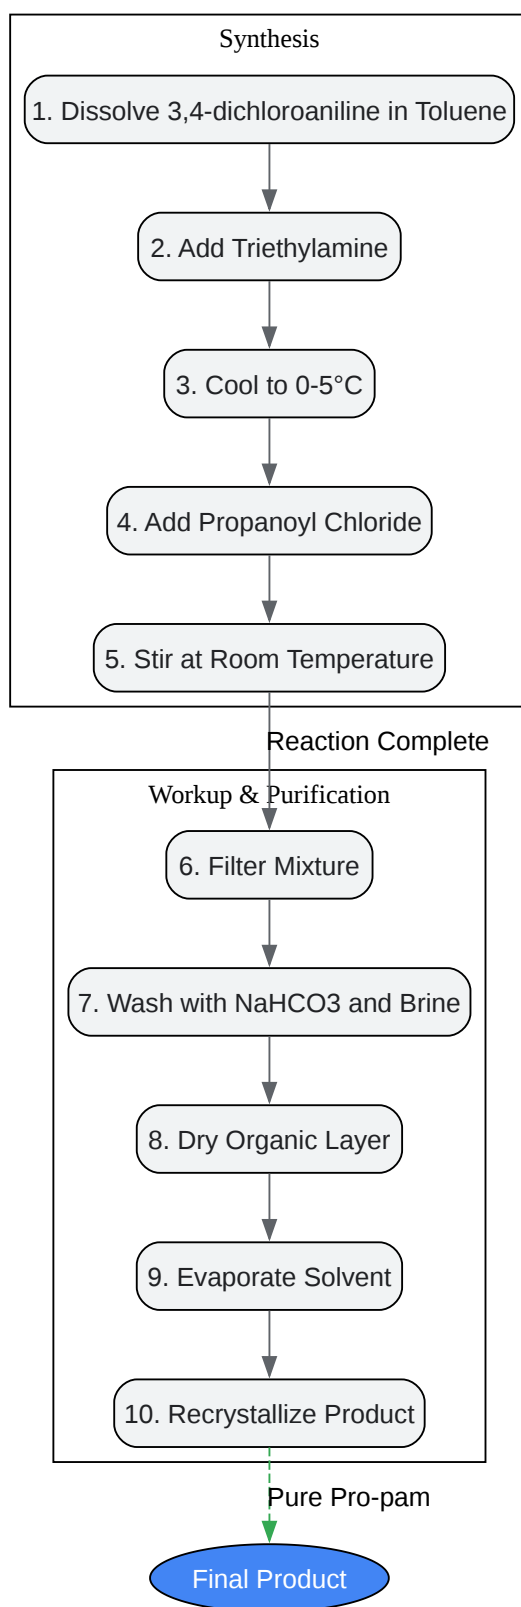 Synthesis
1. Dissolve 3,4-dichloroaniline in Toluene
2. Add Triethylamine
3. Cool to 0-5°C
4. Add Propanoyl Chloride
5. Stir at Room Temperature
Reaction Complete
Workup & Purification
6. Filter Mixture
7. Wash with NaHCO3 and Brine
8. Dry Organic Layer
9. Evaporate Solvent
10. Recrystallize Product
Pure Pro-pam
Final Product